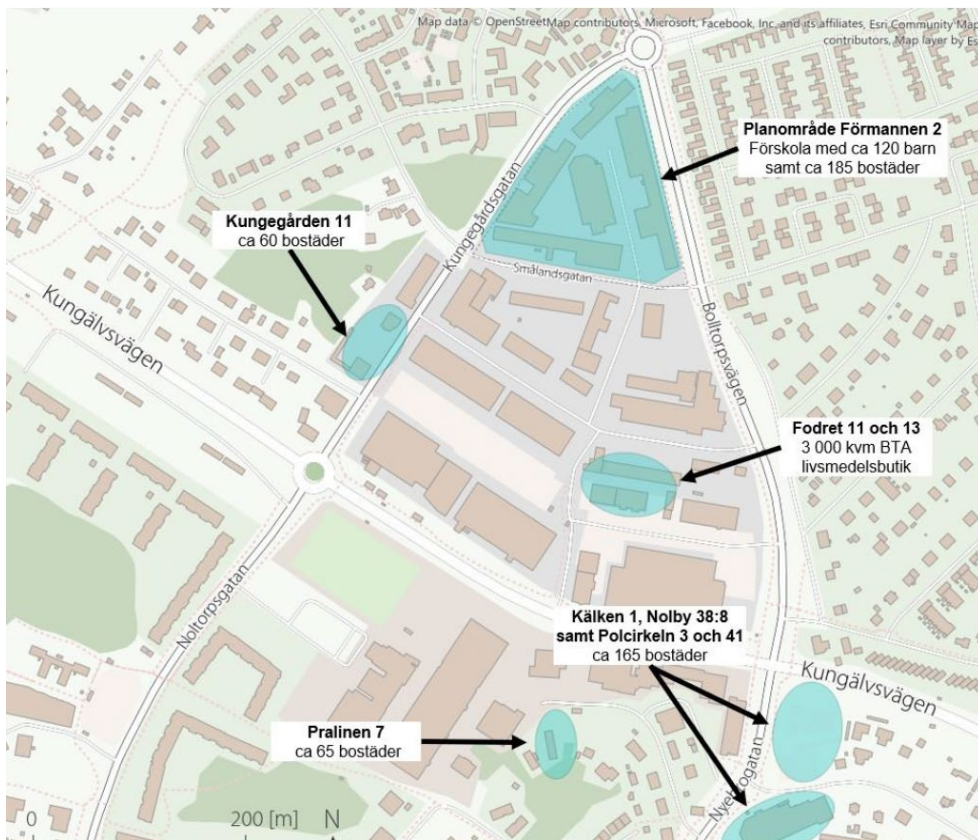 Map data © OpenStreetMap contributors, Microsoft, Facebook, Inc. and its affiliates, Esri Community Maps
contributors, Map layer by Es
Planområde Förmannen 2
Förskola med ca 120 barn
samt ca 185 bostäder
Kungegården 11
ca 60 bostäder
Kungegårdsgatan
Smålandsgatan
Kungälvsvägen
Bolltorpsvägen
Fodret 11 och 13
3 000 kvm BTA
livsmedelsbutik
Noltorpsgatan
Kälken 1, Nolby 38:8
samt Polcirkeln 3 och 41
ca 165 bostäder
Kungälvsvägen
Pralinen 7
ca 65 bostäder
0
200 [m]
N